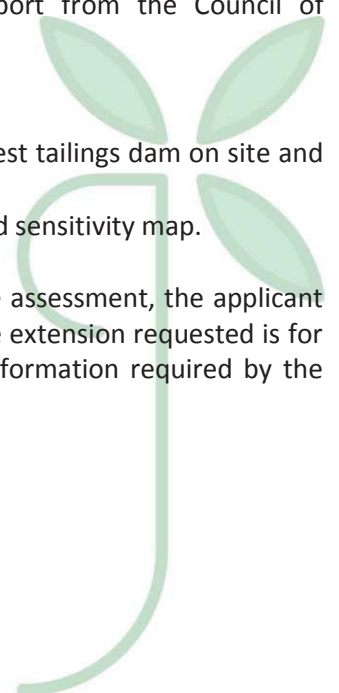 port from the Council of
est tailings dam on site and
d sensitivity map.
e assessment, the applicant
e extension requested is for
formation required by the